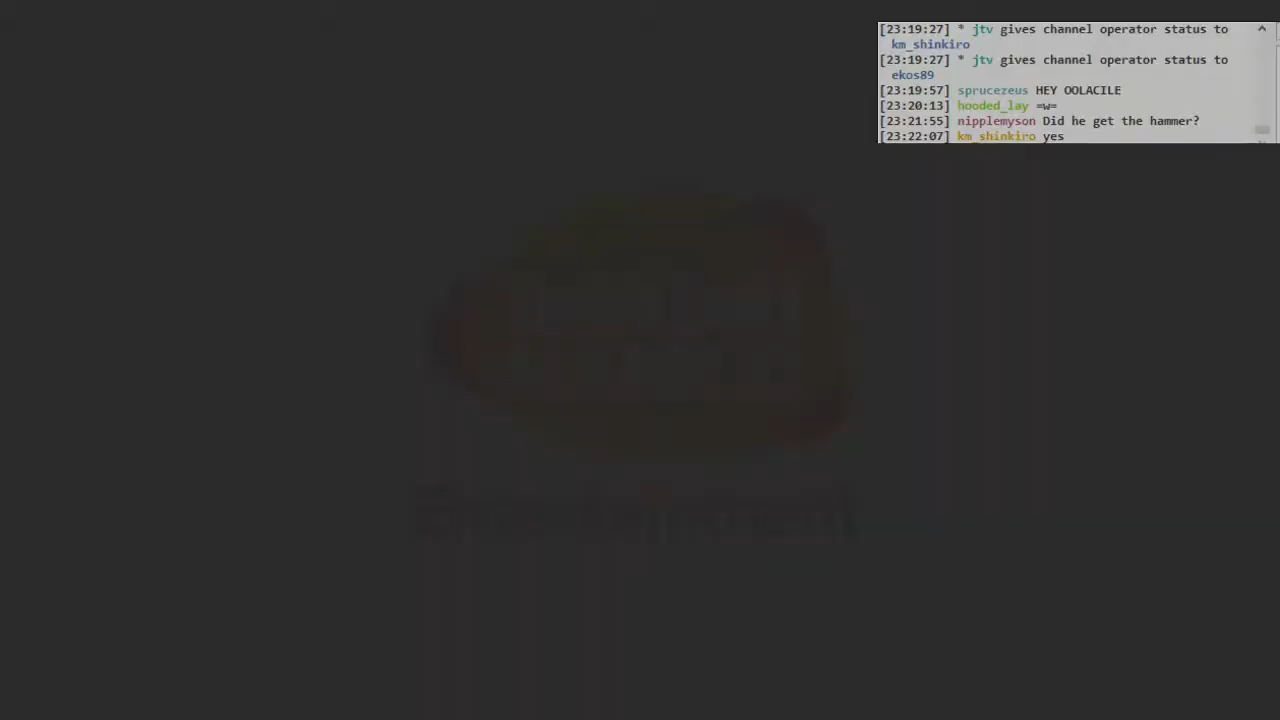 [23:19:27] * jtv gives channel operator status to
km_shinkiro
[23:19:27] * jtv gives channel operator status to
ekos89
[23:19:57] sprucezeus HEY OOLACILE
[23:20:13] hooded_lay =w=
[23:21:55] nipplemyson Did he get the hammer?
[23:22:07] km_shinkiro yes
Entertainment